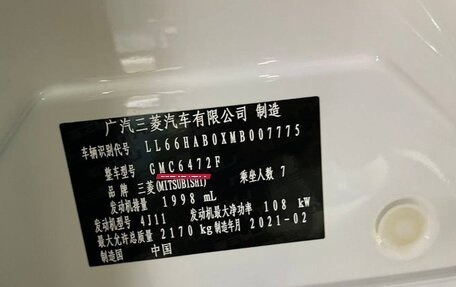 广汽三菱汽车有限公司 制造
车辆识别代号 LL66HAB0XMB007775
整车型号 GMC6472F
品牌 三菱(MITSUBISHI) 乘坐人数 7
发动机排量 1998 mL
发动机型号 4J11 发动机最大净功率 108 kW
最大允许总质量 2170 kg 制造年月 2021-02
制造国 中国